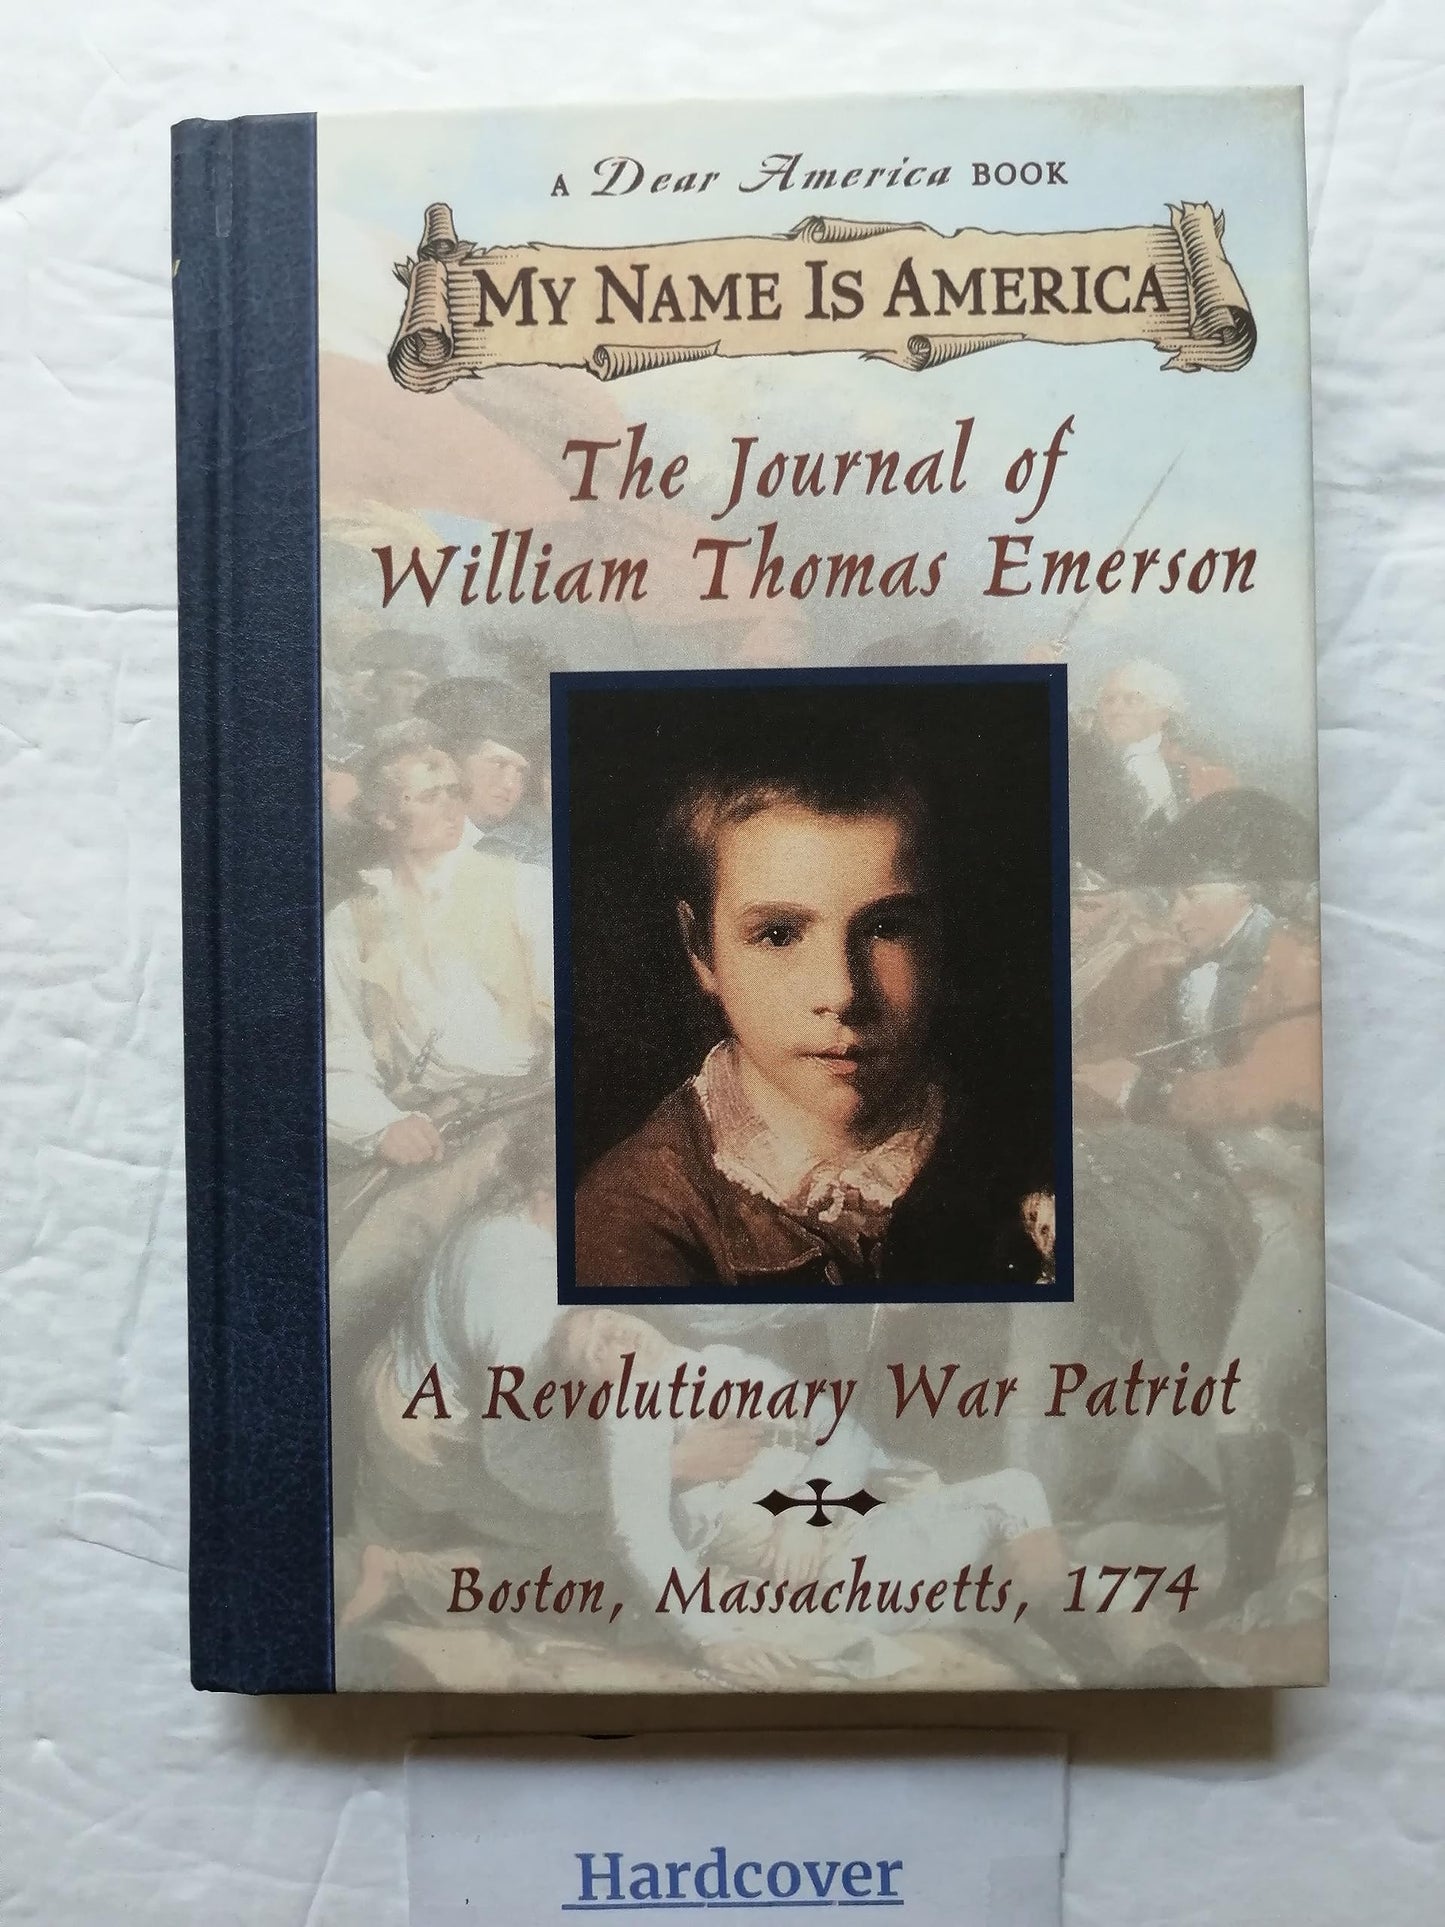 A Dear America BOOK
MY NAME IS AMERICA
The Journal of
William Thomas Emerson
A Revolutionary War Patriot
Boston, Massachusetts, 1774
Hardcover